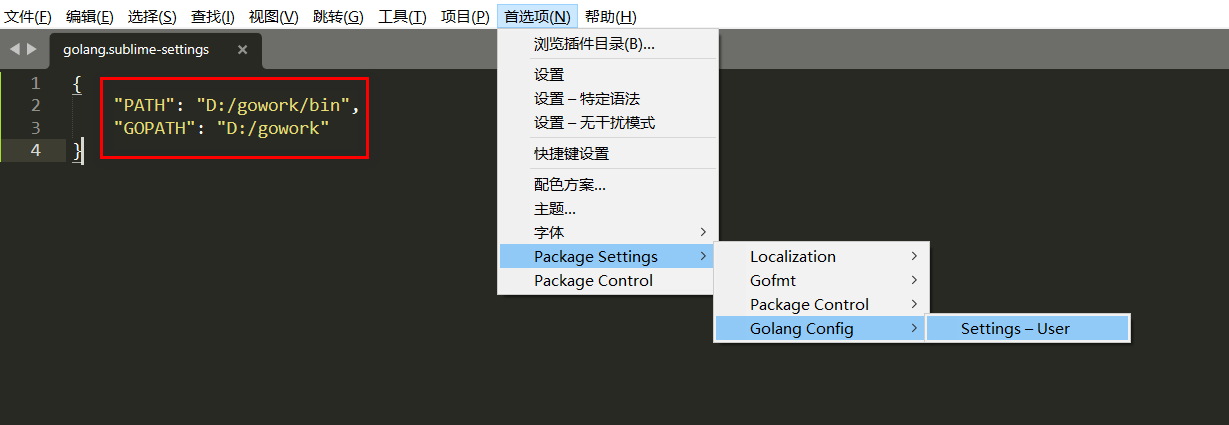 文件(F) 编辑(E) 选择(S) 查找(I) 视图(V) 跳转(G) 工具(T) 项目(P) 首选项(N) 帮助(H)
golang.sublime-settings ×
1 {
2 "PATH": "D:/gowork/bin",
3 "GOPATH": "D:/gowork"
4 }
浏览插件目录(B)...
设置
设置 – 特定语法
设置 – 无干扰模式
快捷键设置
配色方案...
主题...
字体
Package Settings
Package Control
Localization
Gofmt
Package Control
Golang Config
Settings – User